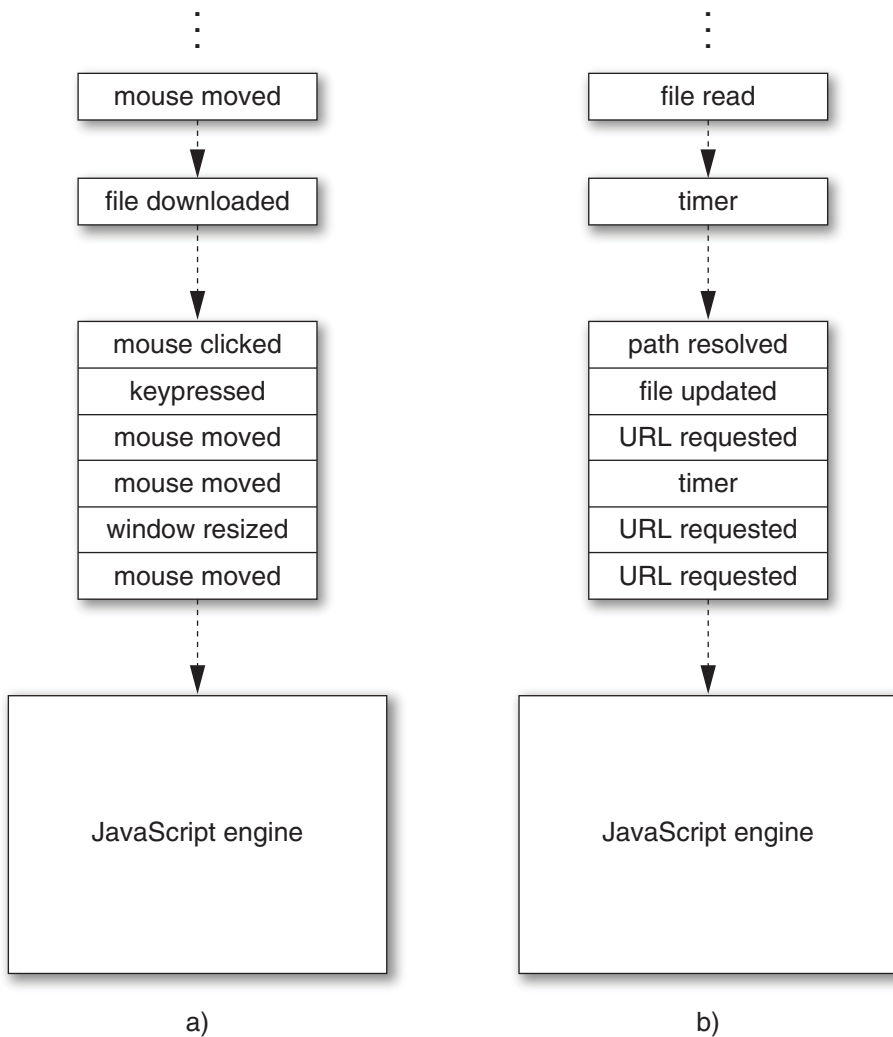 mouse moved
file downloaded
mouse clicked
keypressed
mouse moved
mouse moved
window resized
mouse moved
JavaScript engine
a)
file read
timer
path resolved
file updated
URL requested
timer
URL requested
URL requested
JavaScript engine
b)